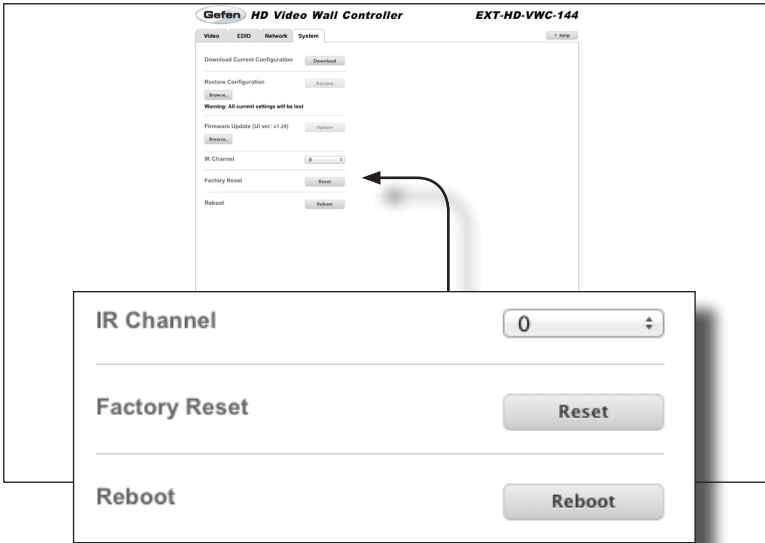 Gefen HD Video Wall Controller EXT-HD-VWC-144
Video EDID Network System ? Help
Download Current Configuration Download
Restore Configuration Restore
Browse..
Warning: All current settings will be lost
Firmware Update (UI ver: v1.29) Update
Browse..
IR Channel 0
Factory Reset Reset
Reboot Reboot
IR Channel 0
Factory Reset Reset
Reboot Reboot